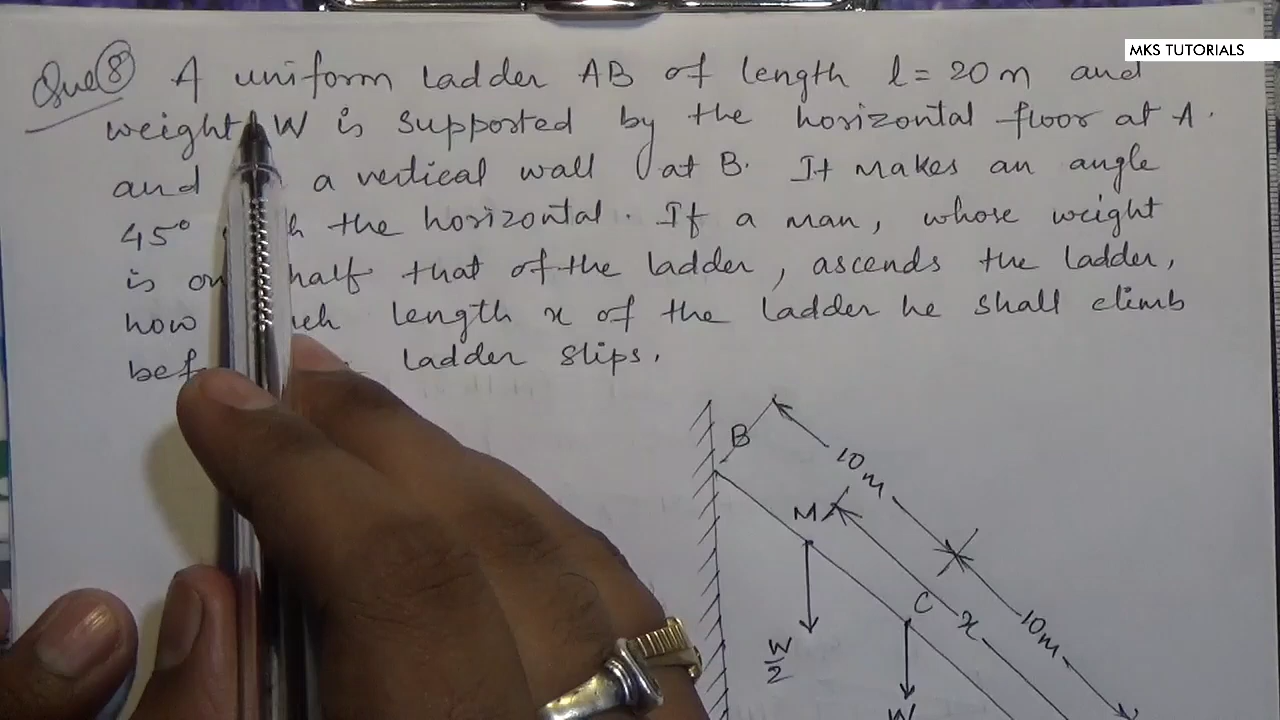 MKS TUTORIALS
Que 8 A uniform ladder AB of length l = 20 m and
weight W is supported by the horizontal floor at A.
and a vertical wall at B. It makes an angle
45° the horizontal. If a man, whose weight
is half that of the ladder, ascends the ladder,
how length x of the ladder he shall climb
ladder slips.
B
10m
M
C
x
10m
W/2
W